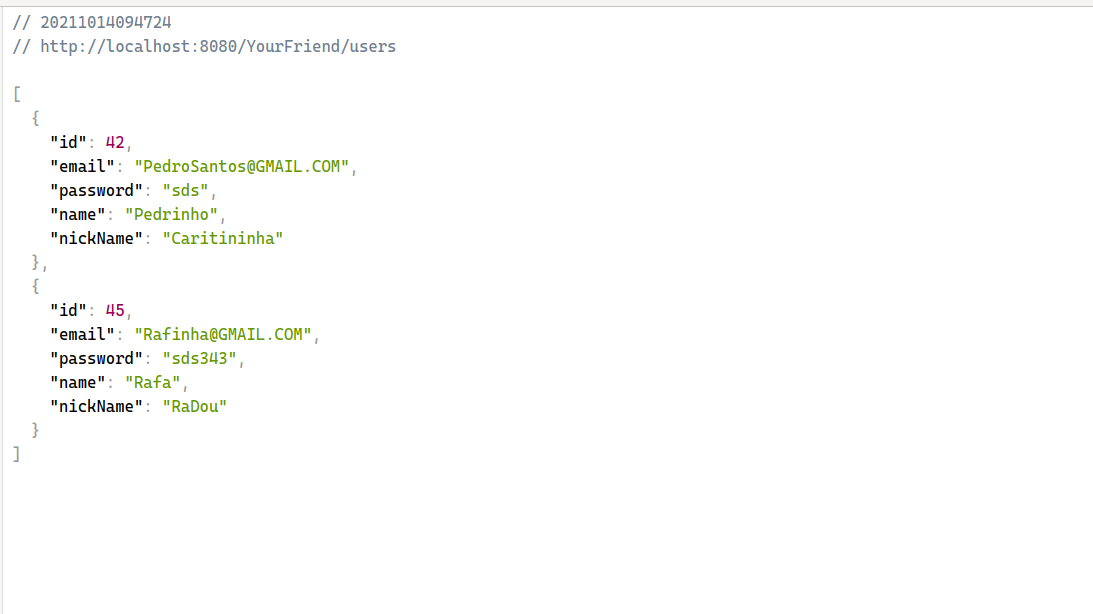 // 20211014094724
// http://localhost:8080/YourFriend/users
[
{
"id": 42,
"email": "PedroSantos@GMAIL.COM",
"password": "sds",
"name": "Pedrinho",
"nickName": "Caritininha"
},
{
"id": 45,
"email": "Rafinha@GMAIL.COM",
"password": "sds343",
"name": "Rafa",
"nickName": "RaDou"
}
]